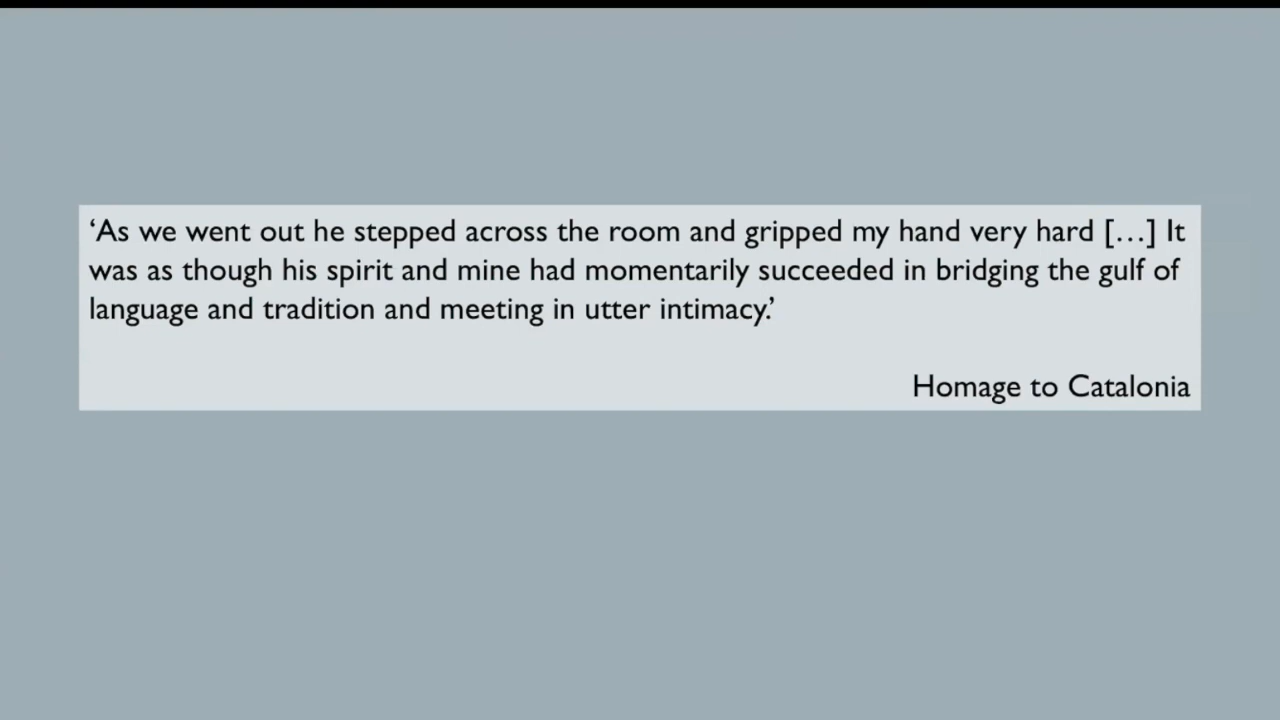 ‘As we went out he stepped across the room and gripped my hand very hard […] It
was as though his spirit and mine had momentarily succeeded in bridging the gulf of
language and tradition and meeting in utter intimacy.’
Homage to Catalonia